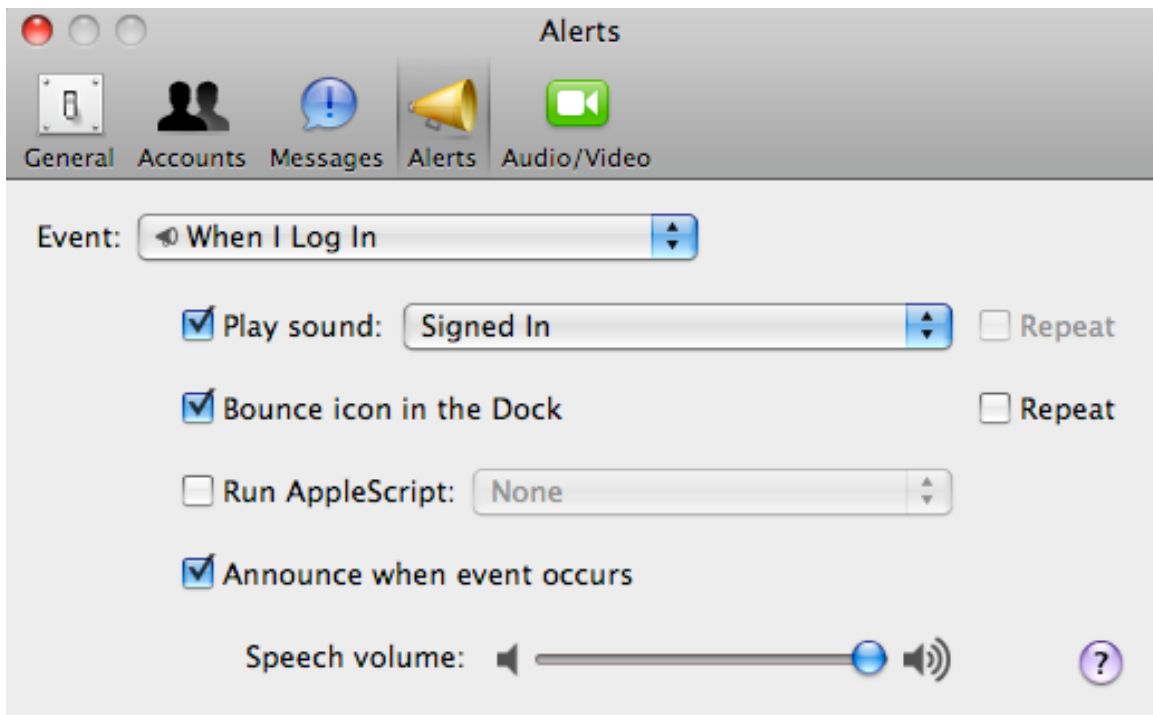 Alerts
General Accounts Messages Alerts Audio/Video
Event: When I Log In
Play sound: Signed In Repeat
Bounce icon in the Dock Repeat
Run AppleScript: None
Announce when event occurs
Speech volume: ?